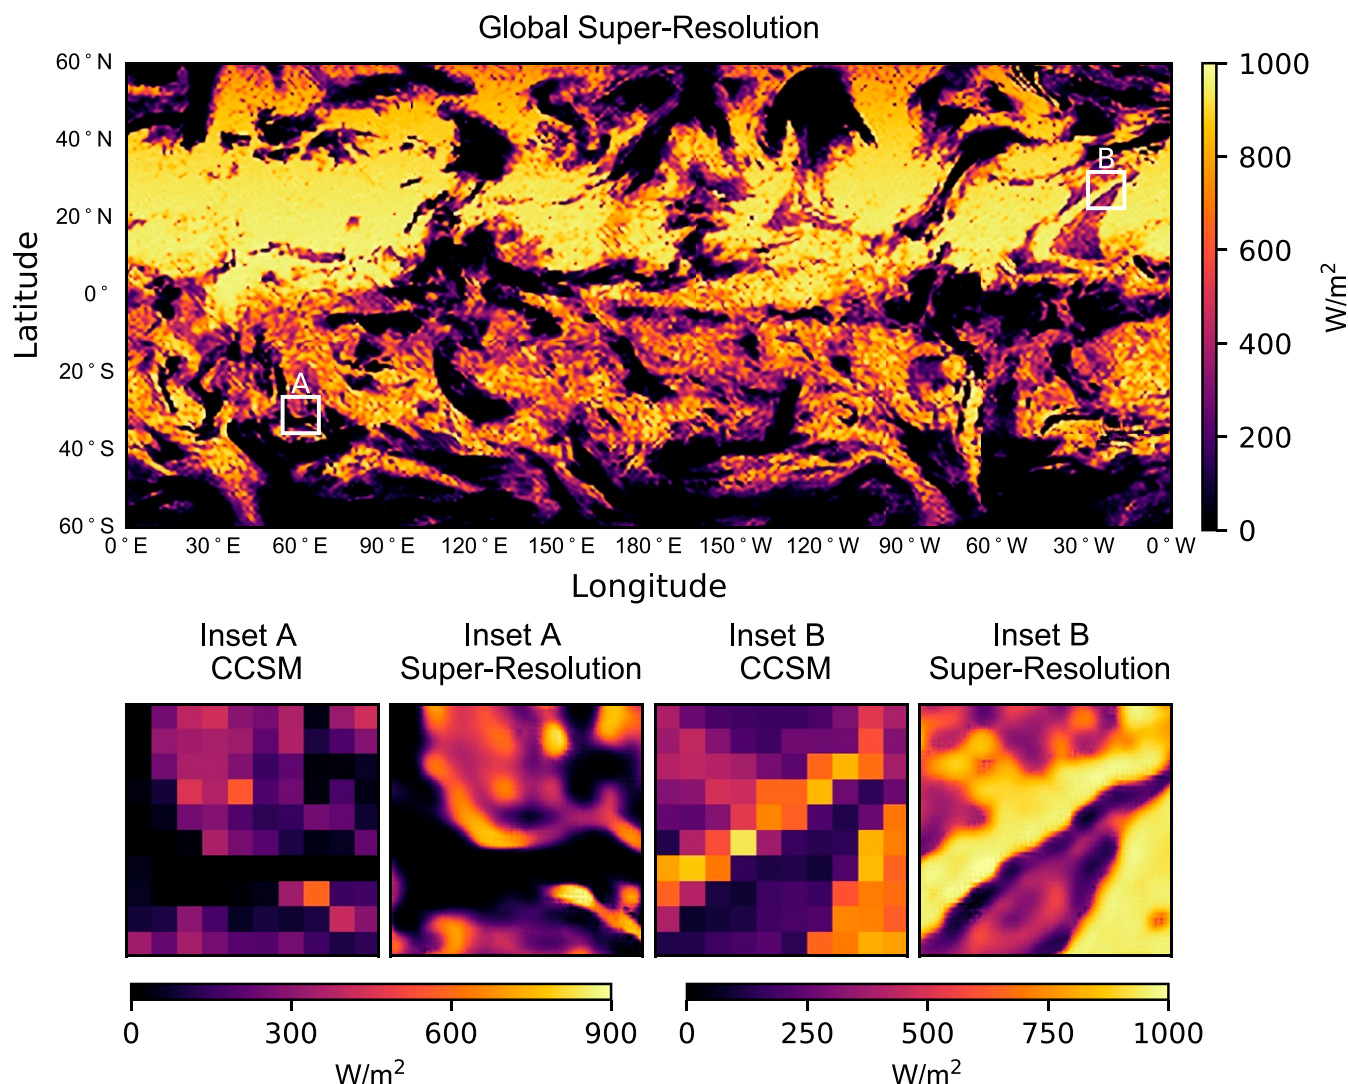 Global Super-Resolution
60°N
40°N
20°N
0°
20°S
40°S
60°S
Latitude
A
B
0°E 30°E 60°E 90°E 120°E 150°E 180°E 150°W 120°W 90°W 60°W 30°W 0°W
Longitude
1000
800
600
400
200
0
W/m²
Inset A
CCSM
Inset A
Super-Resolution
Inset B
CCSM
Inset B
Super-Resolution
0 300 600 900
W/m²
0 250 500 750 1000
W/m²